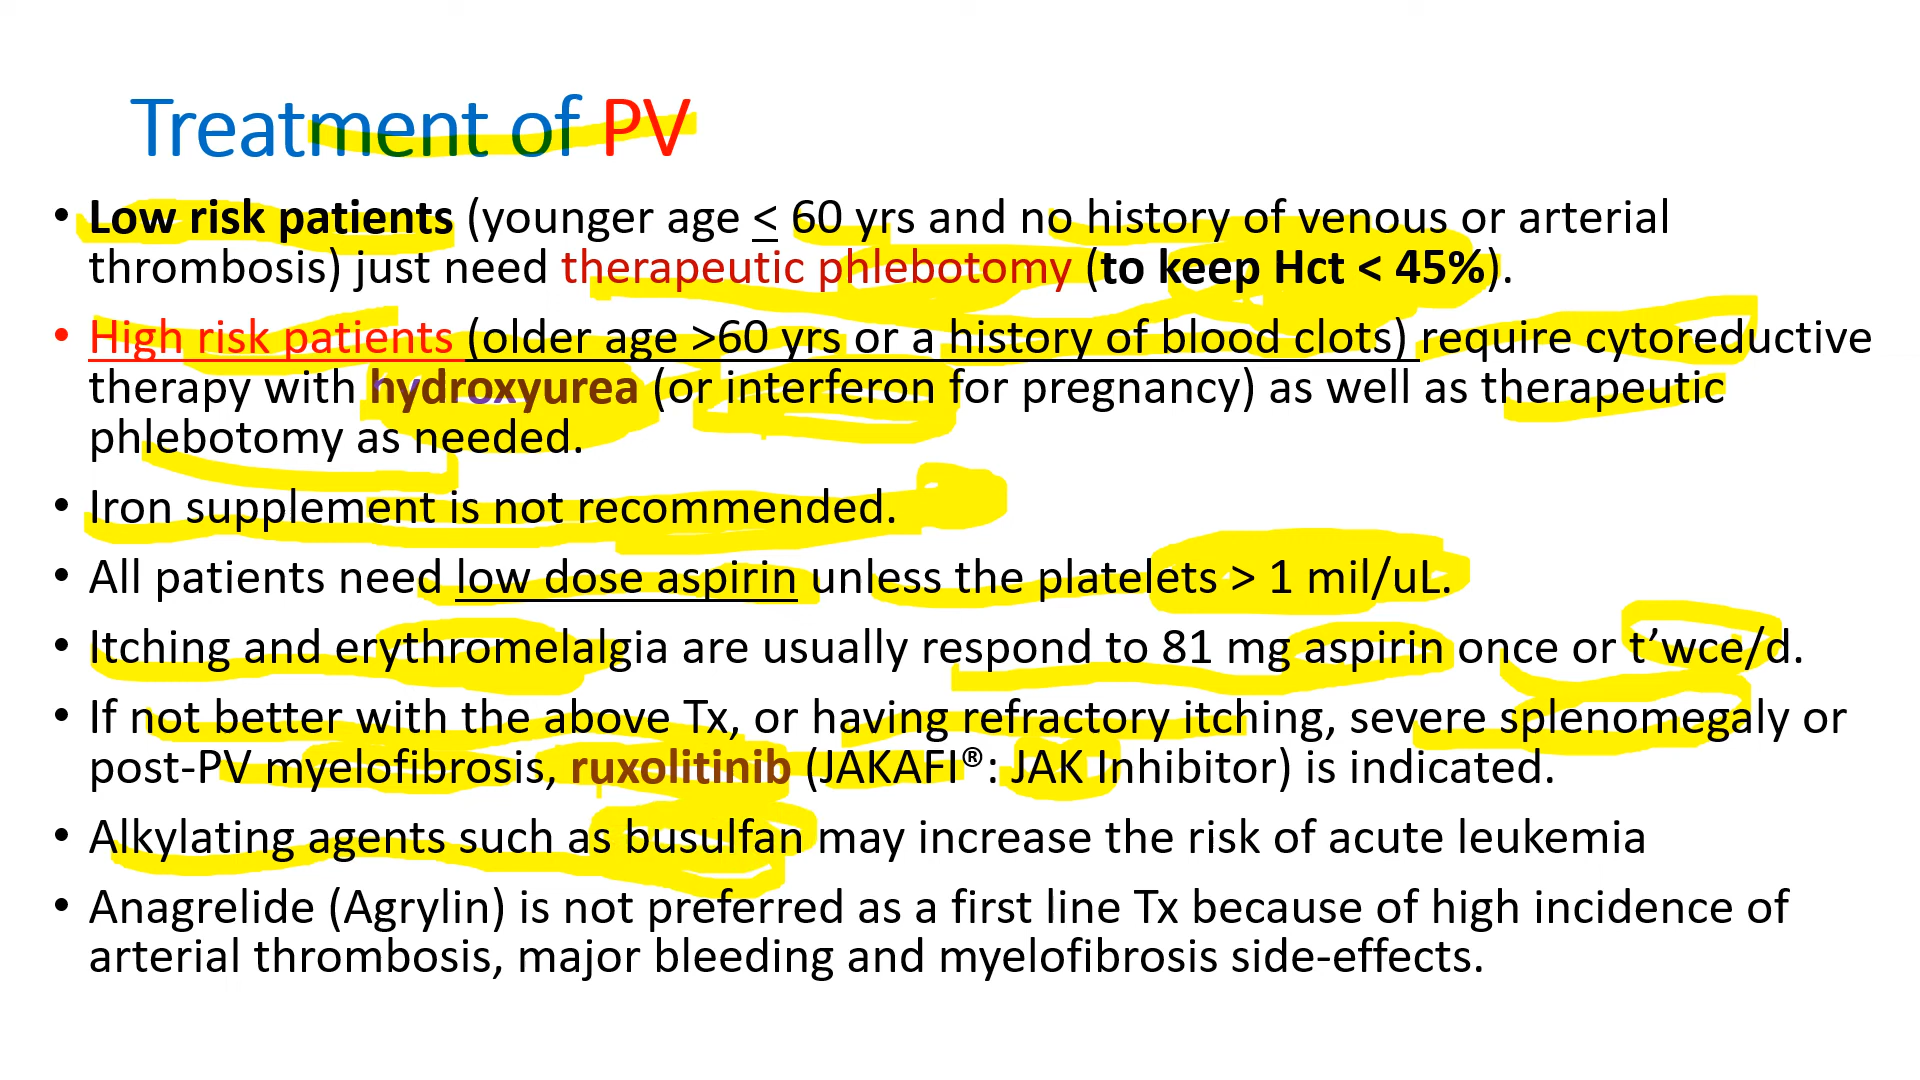 Treatment of PV
• Low risk patients (younger age < 60 yrs and no history of venous or arterial
thrombosis) just need therapeutic phlebotomy (to keep Hct < 45%).
• High risk patients (older age >60 yrs or a history of blood clots) require cytoreductive
therapy with hydroxyurea (or interferon for pregnancy) as well as therapeutic
phlebotomy as needed.
• Iron supplement is not recommended.
• All patients need low dose aspirin unless the platelets > 1 mil/uL.
• Itching and erythromelalgia are usually respond to 81 mg aspirin once or t’wce/d.
• If not better with the above Tx, or having refractory itching, severe splenomegaly or
post-PV myelofibrosis, ruxolitinib (JAKAFI®: JAK Inhibitor) is indicated.
• Alkylating agents such as busulfan may increase the risk of acute leukemia
• Anagrelide (Agrylin) is not preferred as a first line Tx because of high incidence of
arterial thrombosis, major bleeding and myelofibrosis side-effects.